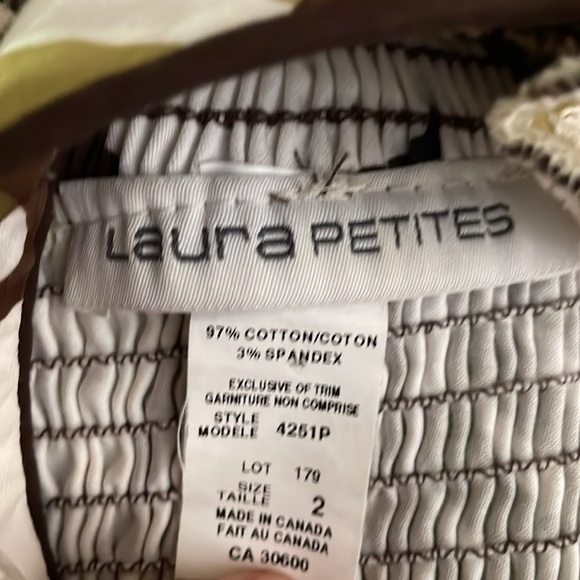 Laura PETITES
97% COTTON/COTON
3% SPANDEX
EXCLUSIVE OF TRIM
GARNITURE NON COMPRISE
STYLE
MODELE 4251P
LOT 179
SIZE
TAILLE 2
MADE IN CANADA
FAIT AU CANADA
CA 30600